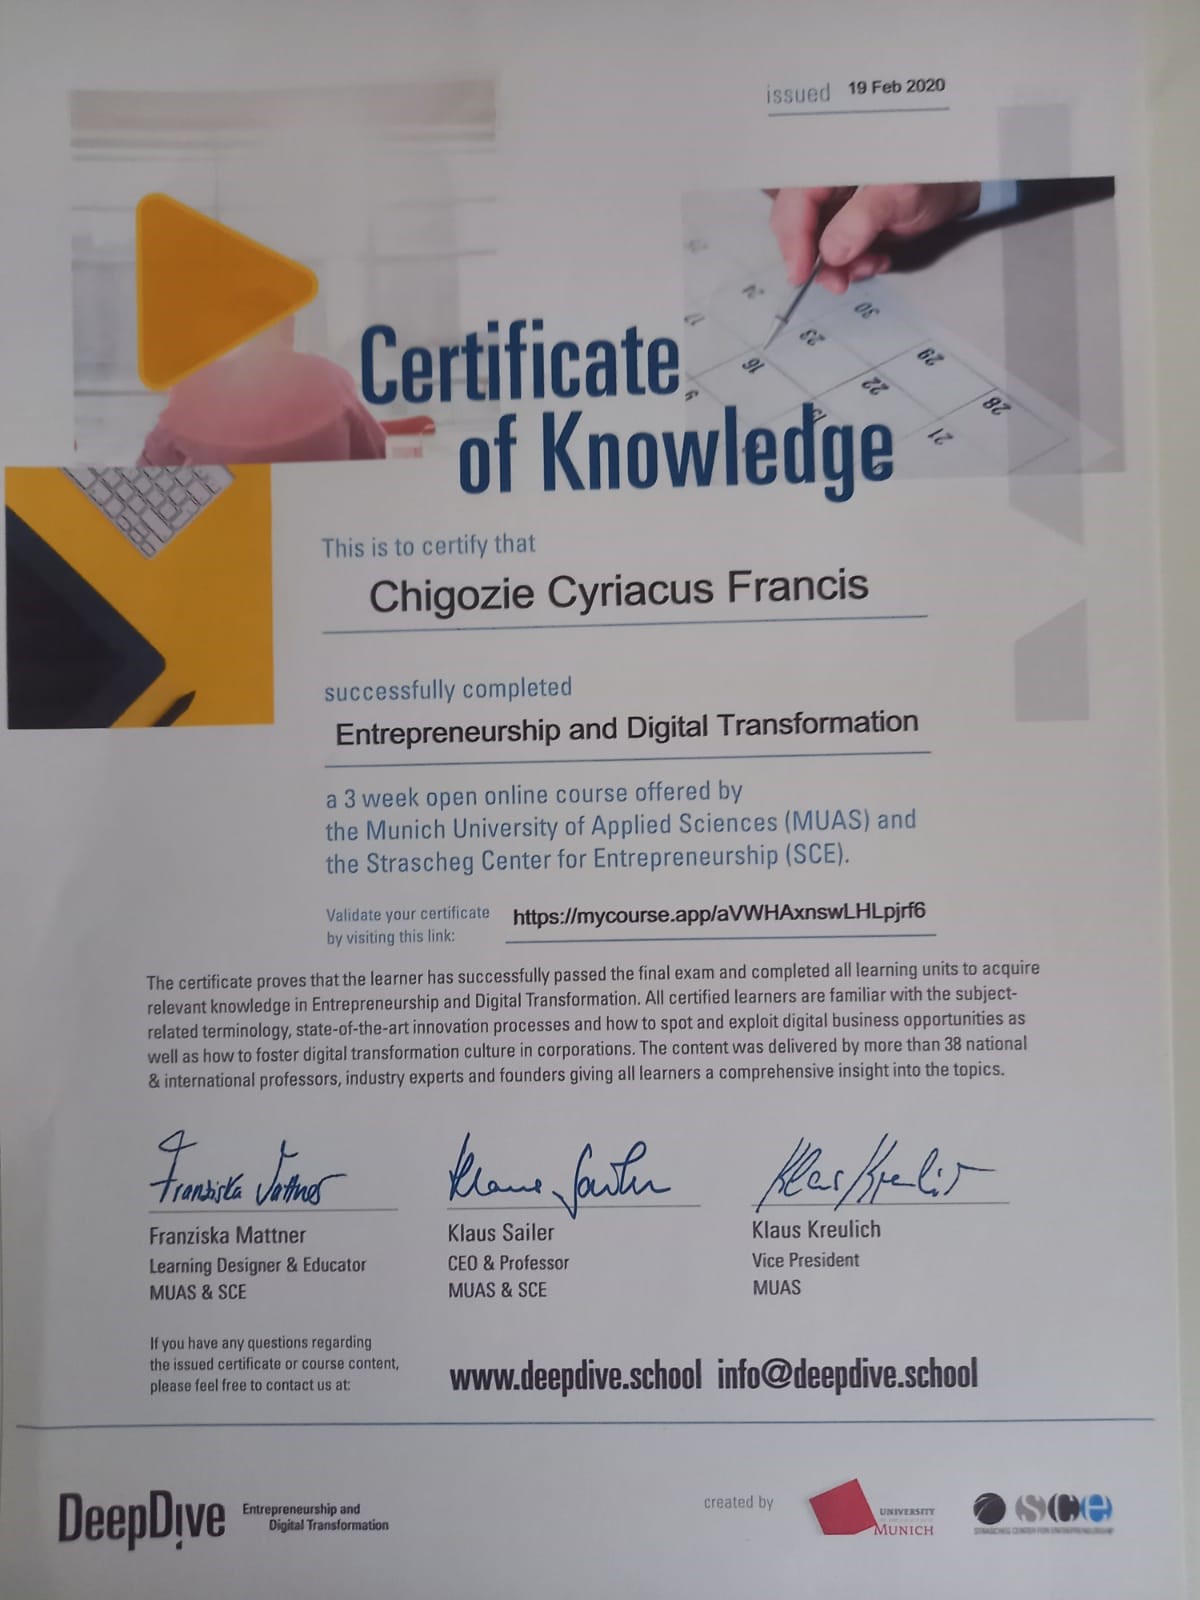 issued 19 Feb 2020
Certificate
of Knowledge
This is to certify that
Chigozie Cyriacus Francis
successfully completed
Entrepreneurship and Digital Transformation
a 3 week open online course offered by
the Munich University of Applied Sciences (MUAS) and
the Strascheg Center for Entrepreneurship (SCE).
Validate your certificate
by visiting this link:
https://mycourse.app/aVWHAxnswLHLpjrf6
The certificate proves that the learner has successfully passed the final exam and completed all learning units to acquire
relevant knowledge in Entrepreneurship and Digital Transformation. All certified learners are familiar with the subject-
related terminology, state-of-the-art innovation processes and how to spot and exploit digital business opportunities as
well as how to foster digital transformation culture in corporations. The content was delivered by more than 38 national
& international professors, industry experts and founders giving all learners a comprehensive insight into the topics.
Franziska Mattner
Learning Designer & Educator
MUAS & SCE
Klaus Sailer
CEO & Professor
MUAS & SCE
Klaus Kreulich
Vice President
MUAS
If you have any questions regarding
the issued certificate or course content,
please feel free to contact us at:
www.deepdive.school info@deepdive.school
DeepDive
Entrepreneurship and
Digital Transformation
created by
UNIVERSITY
MUNICH
sce
STRASCHEG CENTER FOR ENTREPRENEURSHIP